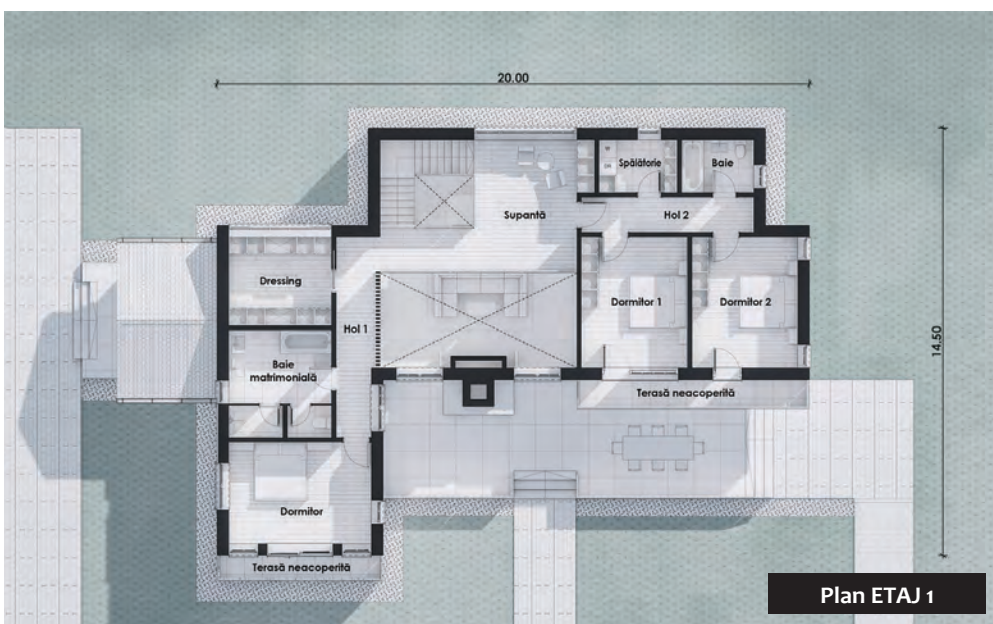 20.00
Spălătorie
Baie
Supantă
Hol 2
Dressing
Dormitor 1
Dormitor 2
Hol 1
14.50
Baie
matrimonială
Terasă neacoperită
Dormitor
Terasă neacoperită
Plan ETAJ 1